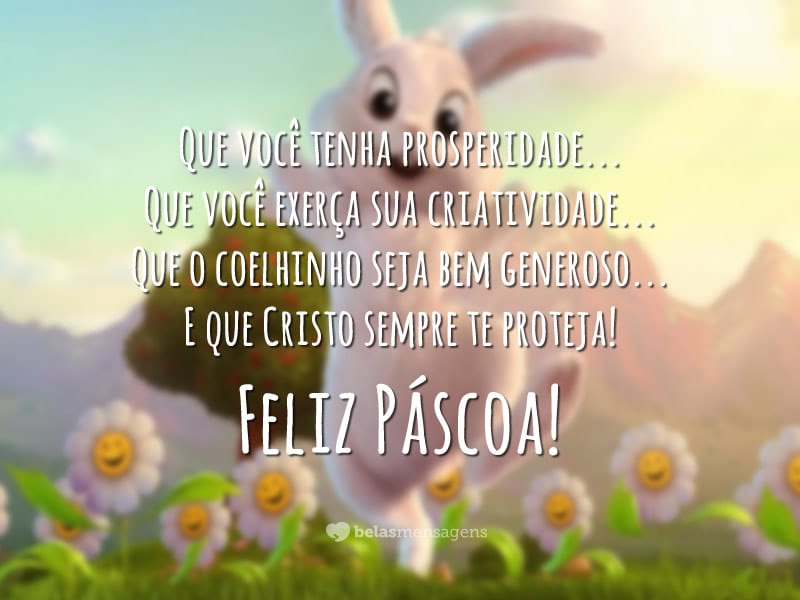 Que você tenha prosperidade...
Que você exerça sua criatividade...
Que o coelhinho seja bem generoso...
E que Cristo sempre te proteja!
Feliz Páscoa!
belasmensagens